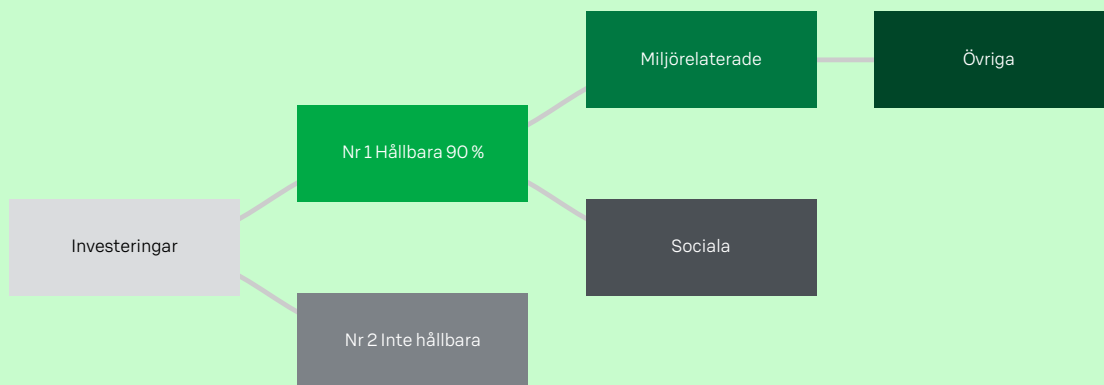 Miljörelaterade
Övriga
Nr 1 Hållbara 90 %
Investeringar
Sociala
Nr 2 Inte hållbara